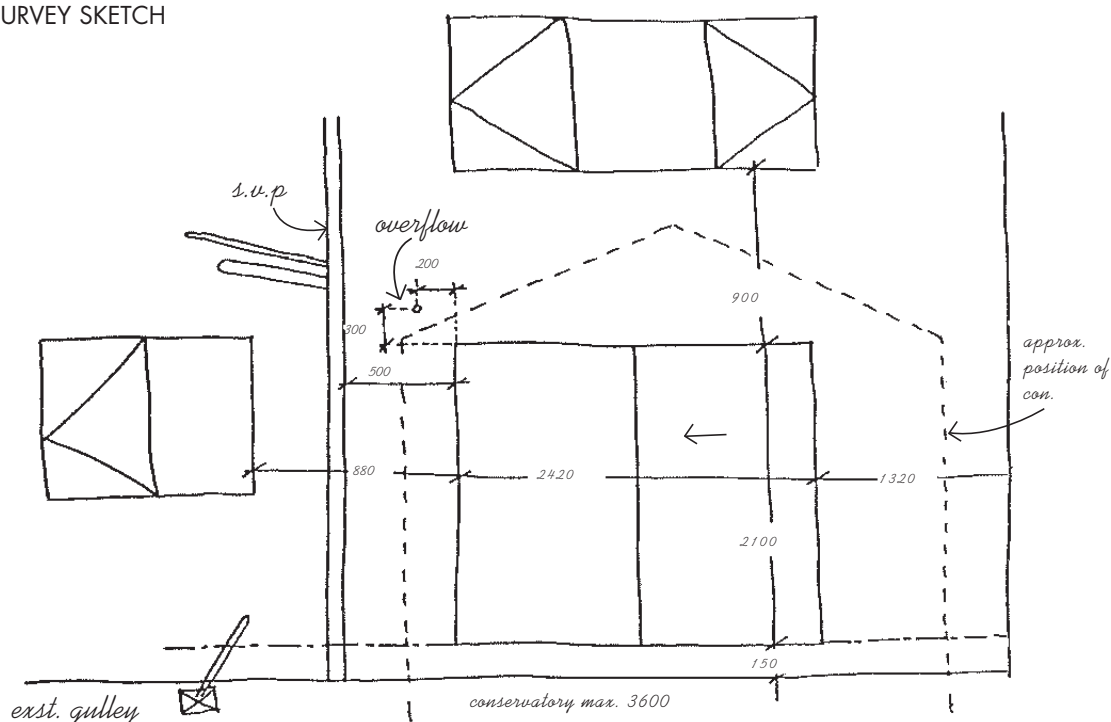 URVEY SKETCH
s.v.p
overflow
200
900
300
approx.
position of
con.
500
880
2420
1320
2100
150
exst. gulley
conservatory max. 3600